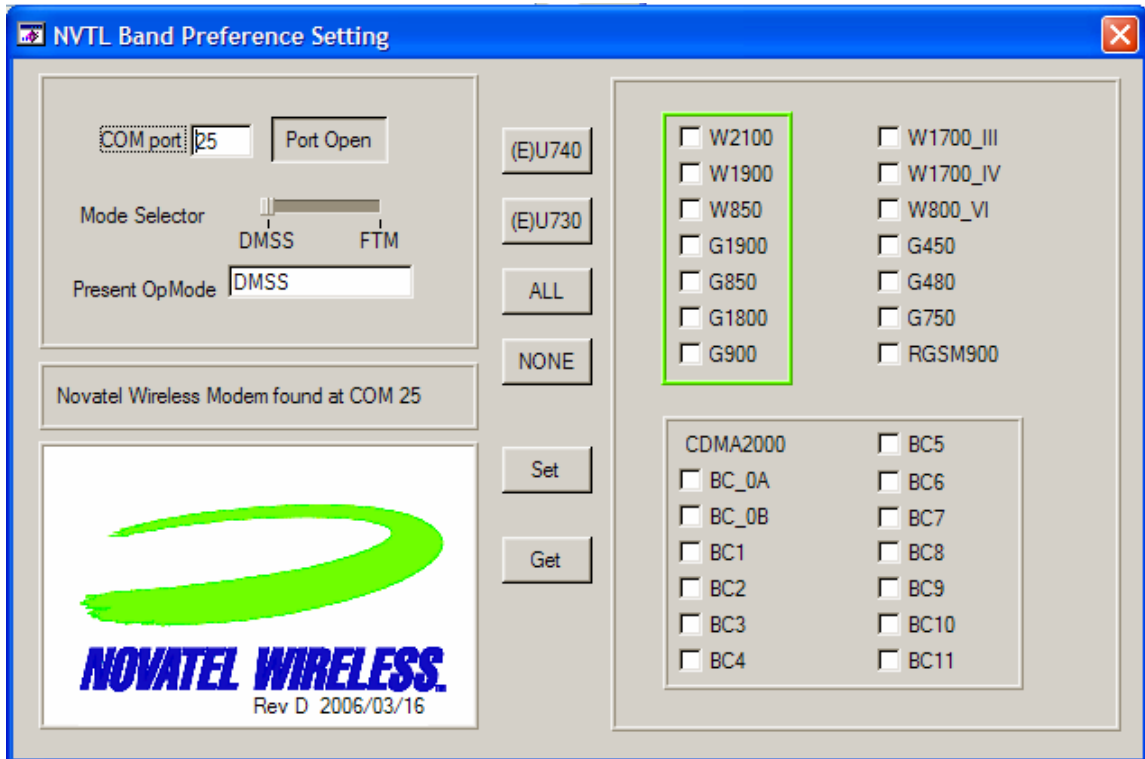 NVTL Band Preference Setting
COM port 25 Port Open
Mode Selector
DMSS FTM
Present OpMode DMSS
Novatel Wireless Modem found at COM 25
NOVATEL WIRELESS.
Rev D 2006/03/16
(E)U740
(E)U730
ALL
NONE
Set
Get
W2100
W1900
W850
G1900
G850
G1800
G900
W1700_III
W1700_IV
W800_VI
G450
G480
G750
RGSM900
CDMA2000
BC_0A
BC_0B
BC1
BC2
BC3
BC4
BC5
BC6
BC7
BC8
BC9
BC10
BC11